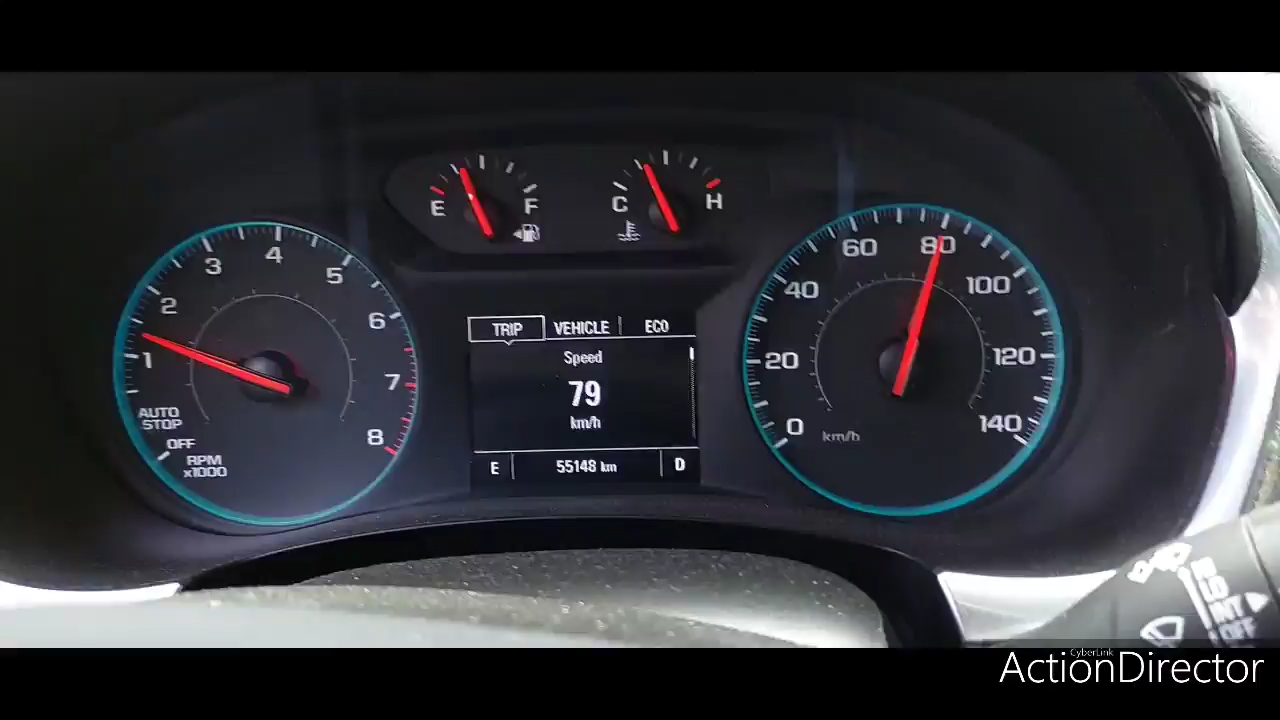 E F
C H
1 2 3 4 5 6 7 8
AUTO
STOP
OFF
RPM
x1000
TRIP VEHICLE ECO
Speed
79
km/h
E 55148 km D
0 20 40 60 80 100 120 140
km/h
OFF
CyberLink
ActionDirector